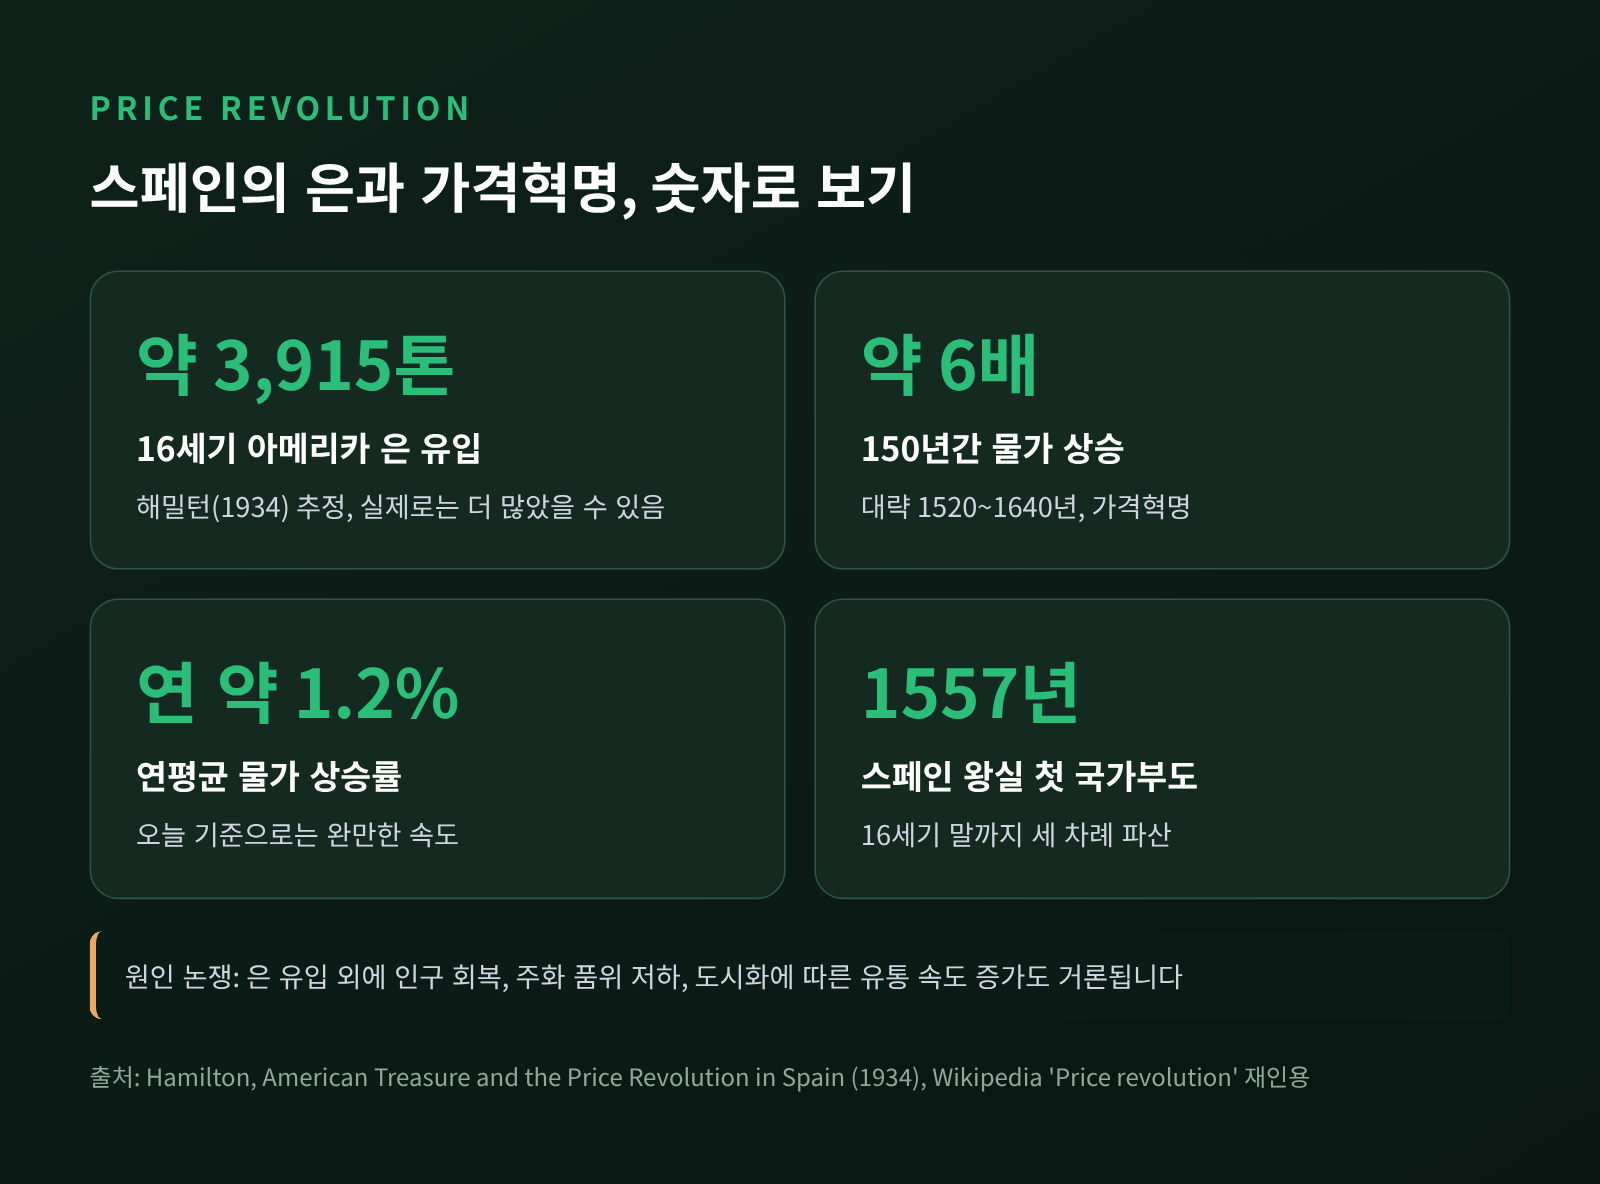 PRICE REVOLUTION
스페인의 은과 가격혁명, 숫자로 보기
약 3,915톤
16세기 아메리카 은 유입
해밀턴(1934) 추정, 실제로는 더 많았을 수 있음
약 6배
150년간 물가 상승
대략 1520~1640년, 가격혁명
연 약 1.2%
연평균 물가 상승률
오늘 기준으로는 완만한 속도
1557년
스페인 왕실 첫 국가부도
16세기 말까지 세 차례 파산
원인 논쟁: 은 유입 외에 인구 회복, 주화 품위 저하, 도시화에 따른 유통 속도 증가도 거론됩니다
출처: Hamilton, American Treasure and the Price Revolution in Spain (1934), Wikipedia 'Price revolution' 재인용